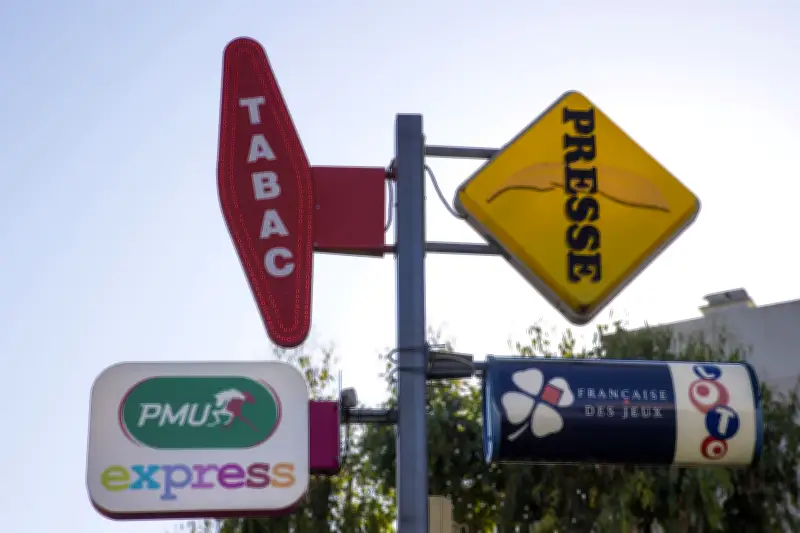 TABAC
PRESSE
PMU
express
FRANÇAISE
DES JEUX
LOTO